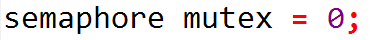 semaphore mutex = 0;